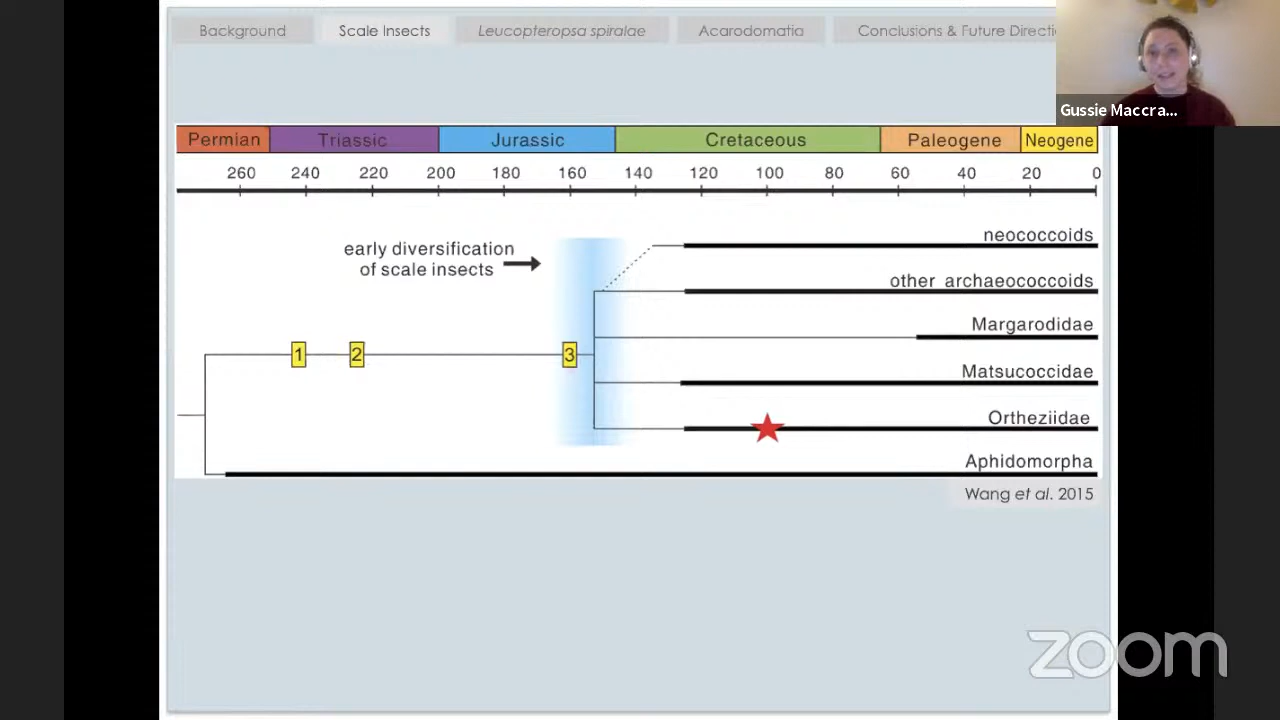 Background
Scale Insects
Leucopteropsa spiralae
Acarodomatia
Conclusions & Future Directi
Gussie Maccra...
Permian
Triassic
Jurassic
Cretaceous
Paleogene
Neogene
260 240 220 200 180 160 140 120 100 80 60 40 20 0
early diversification
of scale insects
neococcoids
other archaeococcoids
Margarodidae
1 2 3
Matsucoccidae
Ortheziidae
Aphidomorpha
Wang et al. 2015
zoom